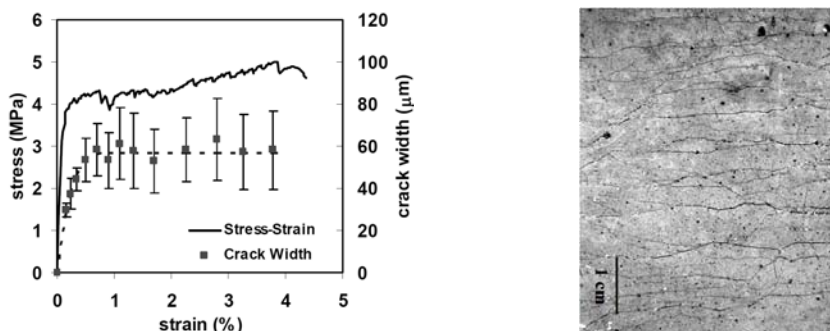 6
5
4
3
2
1
0
stress (MPa)
120
100
80
60
40
20
0
crack width (μm)
Stress-Strain
Crack Width
0 1 2 3 4 5
strain (%)
1 cm